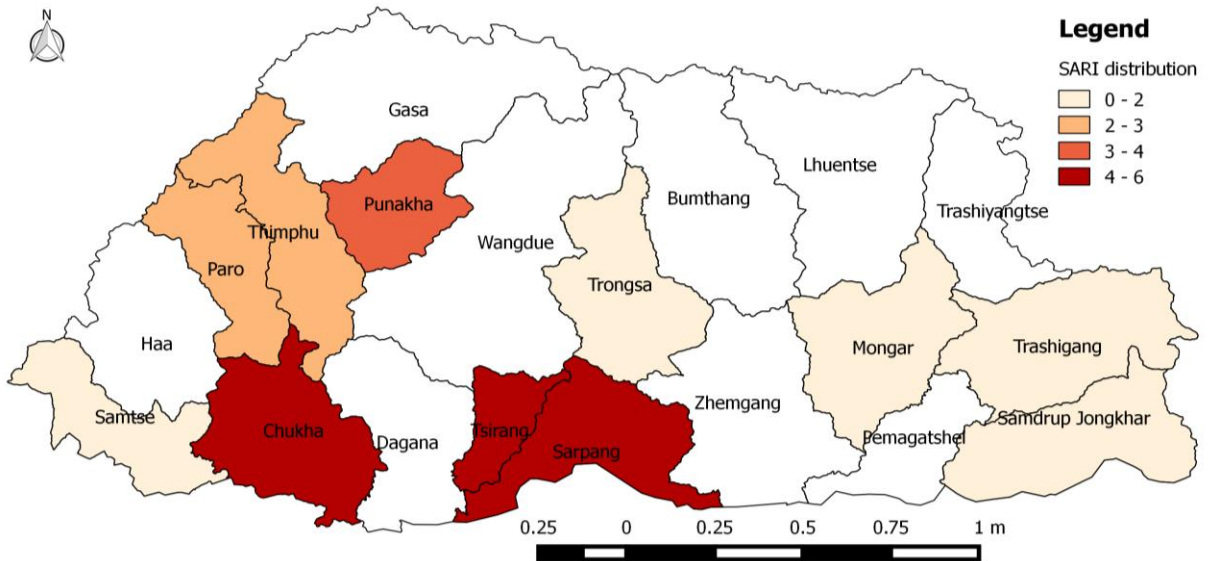 N
Legend
SARI distribution
0 - 2
2 - 3
3 - 4
4 - 6
Gasa
Lhuentse
Punakha
Bumthang
Trashiyangtse
Thimphu
Wangdue
Paro
Trongsa
Haa
Mongar
Trashigang
Zhemgang
Samtse
Samdrup Jongkhar
Chukha
Tsirang
Dagana
Pemagatshel
Sarpang
0.25 0 0.25 0.5 0.75 1 m